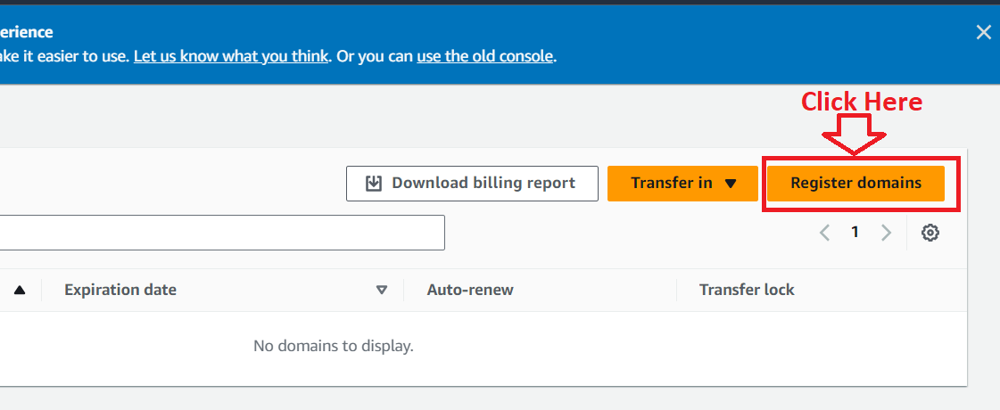 erience
ake it easier to use. Let us know what you think. Or you can use the old console.
Click Here
Download billing report
Transfer in
Register domains
1
Expiration date
Auto-renew
Transfer lock
No domains to display.